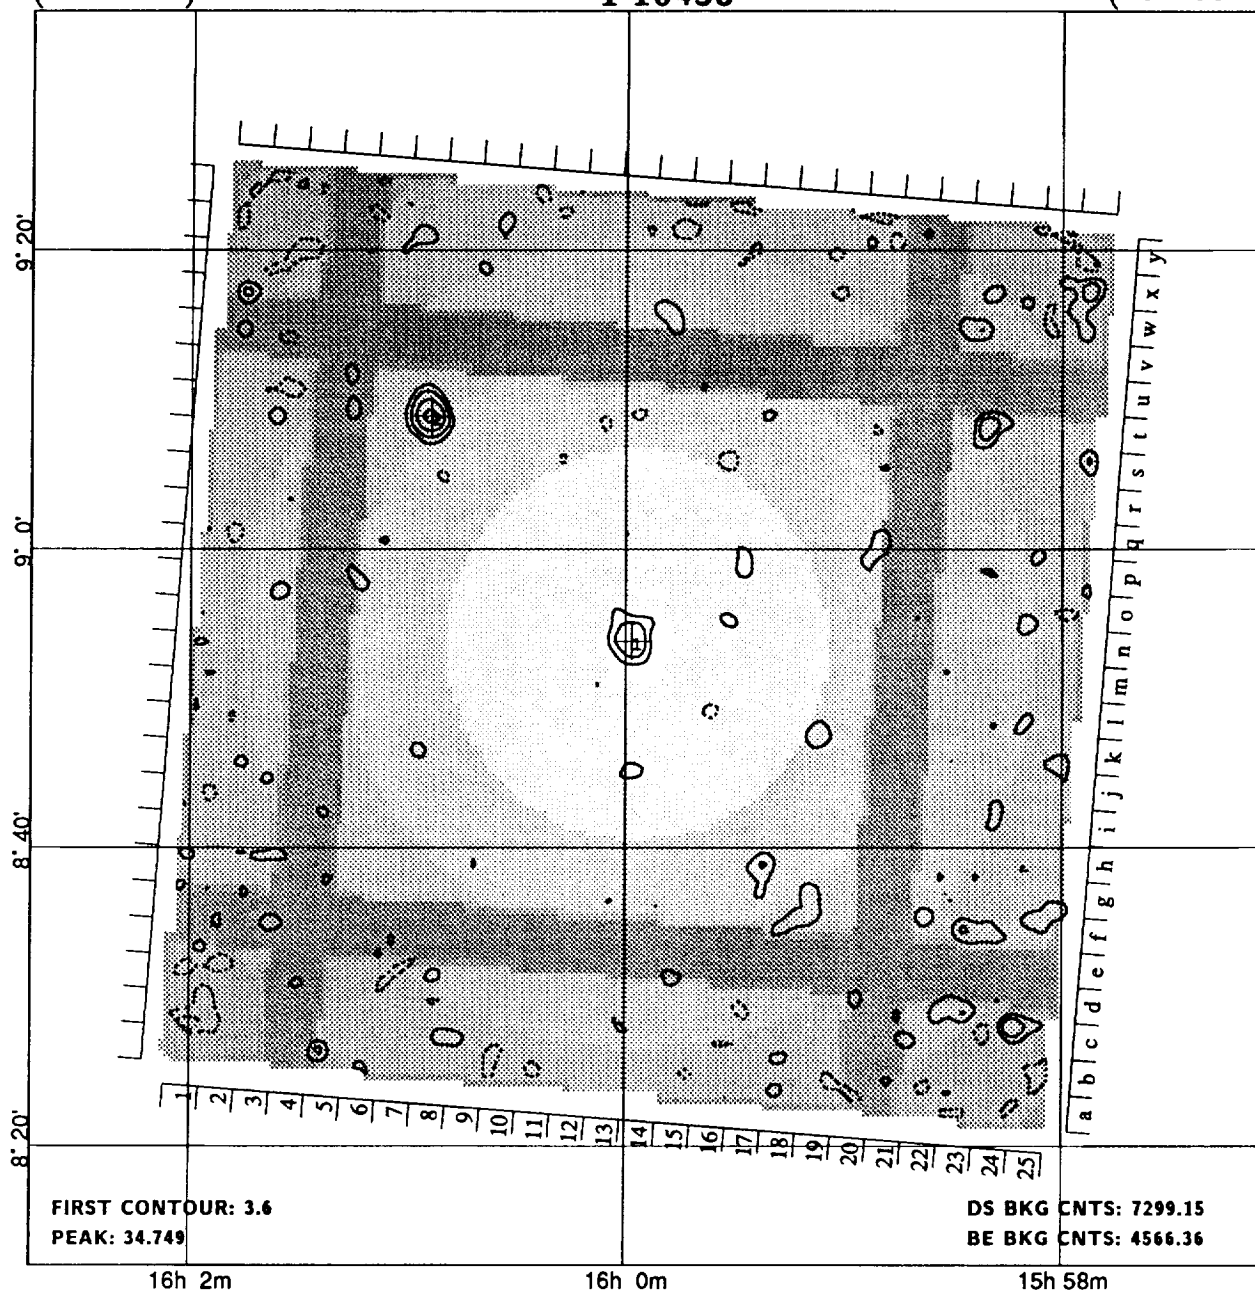 9° 20'
9° 0'
8° 40'
8° 20'
y
x
w
v
u
t
s
r
q
p
o
n
m
l
k
j
i
h
g
f
e
d
c
b
a
1 2 3 4 5 6 7 8 9 10 11 12 13 14 15 16 17 18 19 20 21 22 23 24 25
FIRST CONTOUR: 3.6
PEAK: 34.749
DS BKG CNTS: 7299.15
BE BKG CNTS: 4566.36
16h 2m
16h 0m
15h 58m